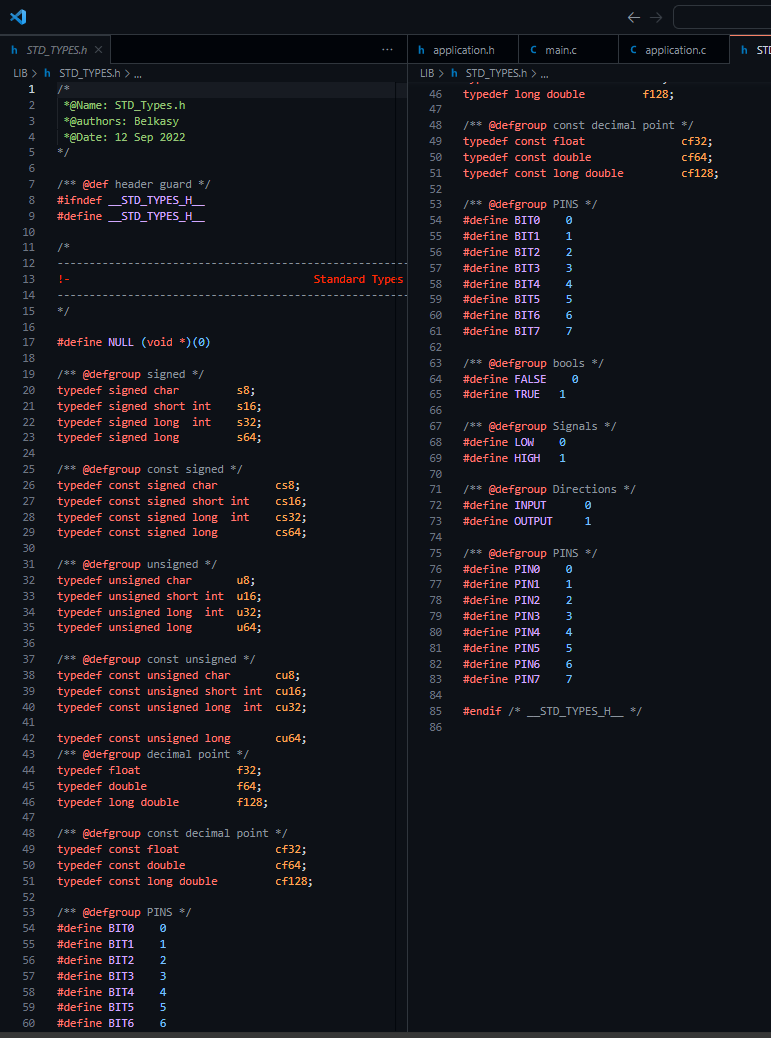 h STD_TYPES.h × ...
LIB > h STD_TYPES.h > ...
1 /*
2 *@Name: STD_Types.h
3 *@authors: Belkasy
4 *@Date: 12 Sep 2022
5 */
6
7 /** @def header guard */
8 #ifndef __STD_TYPES_H__
9 #define __STD_TYPES_H__
10
11 /*
12 -------------------------------------------------------
13 !- Standard Types
14 -------------------------------------------------------
15 */
16
17 #define NULL (void *)(0)
18
19 /** @defgroup signed */
20 typedef signed char s8;
21 typedef signed short int s16;
22 typedef signed long int s32;
23 typedef signed long s64;
24
25 /** @defgroup const signed */
26 typedef const signed char cs8;
27 typedef const signed short int cs16;
28 typedef const signed long int cs32;
29 typedef const signed long cs64;
30
31 /** @defgroup unsigned */
32 typedef unsigned char u8;
33 typedef unsigned short int u16;
34 typedef unsigned long int u32;
35 typedef unsigned long u64;
36
37 /** @defgroup const unsigned */
38 typedef const unsigned char cu8;
39 typedef const unsigned short int cu16;
40 typedef const unsigned long int cu32;
41
42 typedef const unsigned long cu64;
43 /** @defgroup decimal point */
44 typedef float f32;
45 typedef double f64;
46 typedef long double f128;
47
48 /** @defgroup const decimal point */
49 typedef const float cf32;
50 typedef const double cf64;
51 typedef const long double cf128;
52
53 /** @defgroup PINS */
54 #define BIT0 0
55 #define BIT1 1
56 #define BIT2 2
57 #define BIT3 3
58 #define BIT4 4
59 #define BIT5 5
60 #define BIT6 6
h application.h C main.c C application.c h STD
LIB > h STD_TYPES.h > ...
46 typedef long double f128;
47
48 /** @defgroup const decimal point */
49 typedef const float cf32;
50 typedef const double cf64;
51 typedef const long double cf128;
52
53 /** @defgroup PINS */
54 #define BIT0 0
55 #define BIT1 1
56 #define BIT2 2
57 #define BIT3 3
58 #define BIT4 4
59 #define BIT5 5
60 #define BIT6 6
61 #define BIT7 7
62
63 /** @defgroup bools */
64 #define FALSE 0
65 #define TRUE 1
66
67 /** @defgroup Signals */
68 #define LOW 0
69 #define HIGH 1
70
71 /** @defgroup Directions */
72 #define INPUT 0
73 #define OUTPUT 1
74
75 /** @defgroup PINS */
76 #define PIN0 0
77 #define PIN1 1
78 #define PIN2 2
79 #define PIN3 3
80 #define PIN4 4
81 #define PIN5 5
82 #define PIN6 6
83 #define PIN7 7
84
85 #endif /* __STD_TYPES_H__ */
86